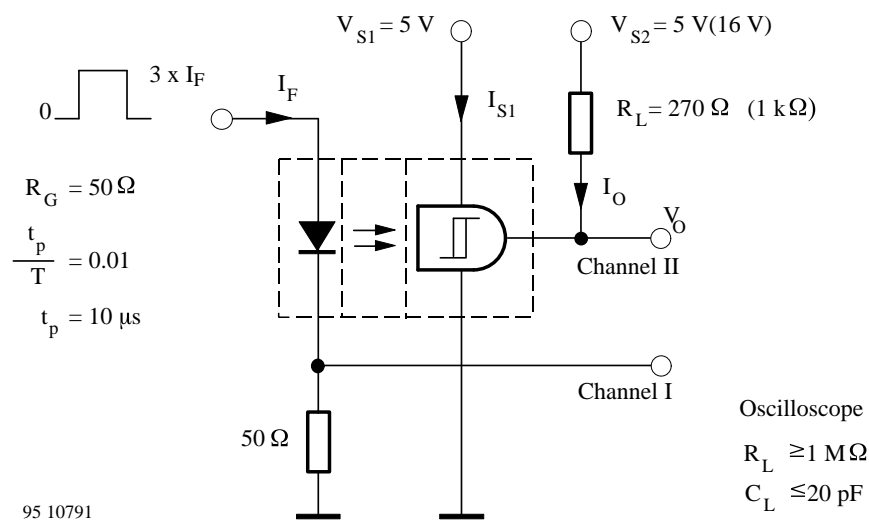 V_S1 = 5 V
V_S2 = 5 V(16 V)
3 x I_F
0
I_F
I_S1
R_L = 270 Ω (1 kΩ)
R_G = 50 Ω
I_O
V_O
t_p
T
= 0.01
Channel II
t_p = 10 μs
Channel I
50 Ω
Oscilloscope
R_L ≥1 MΩ
C_L ≤20 pF
95 10791